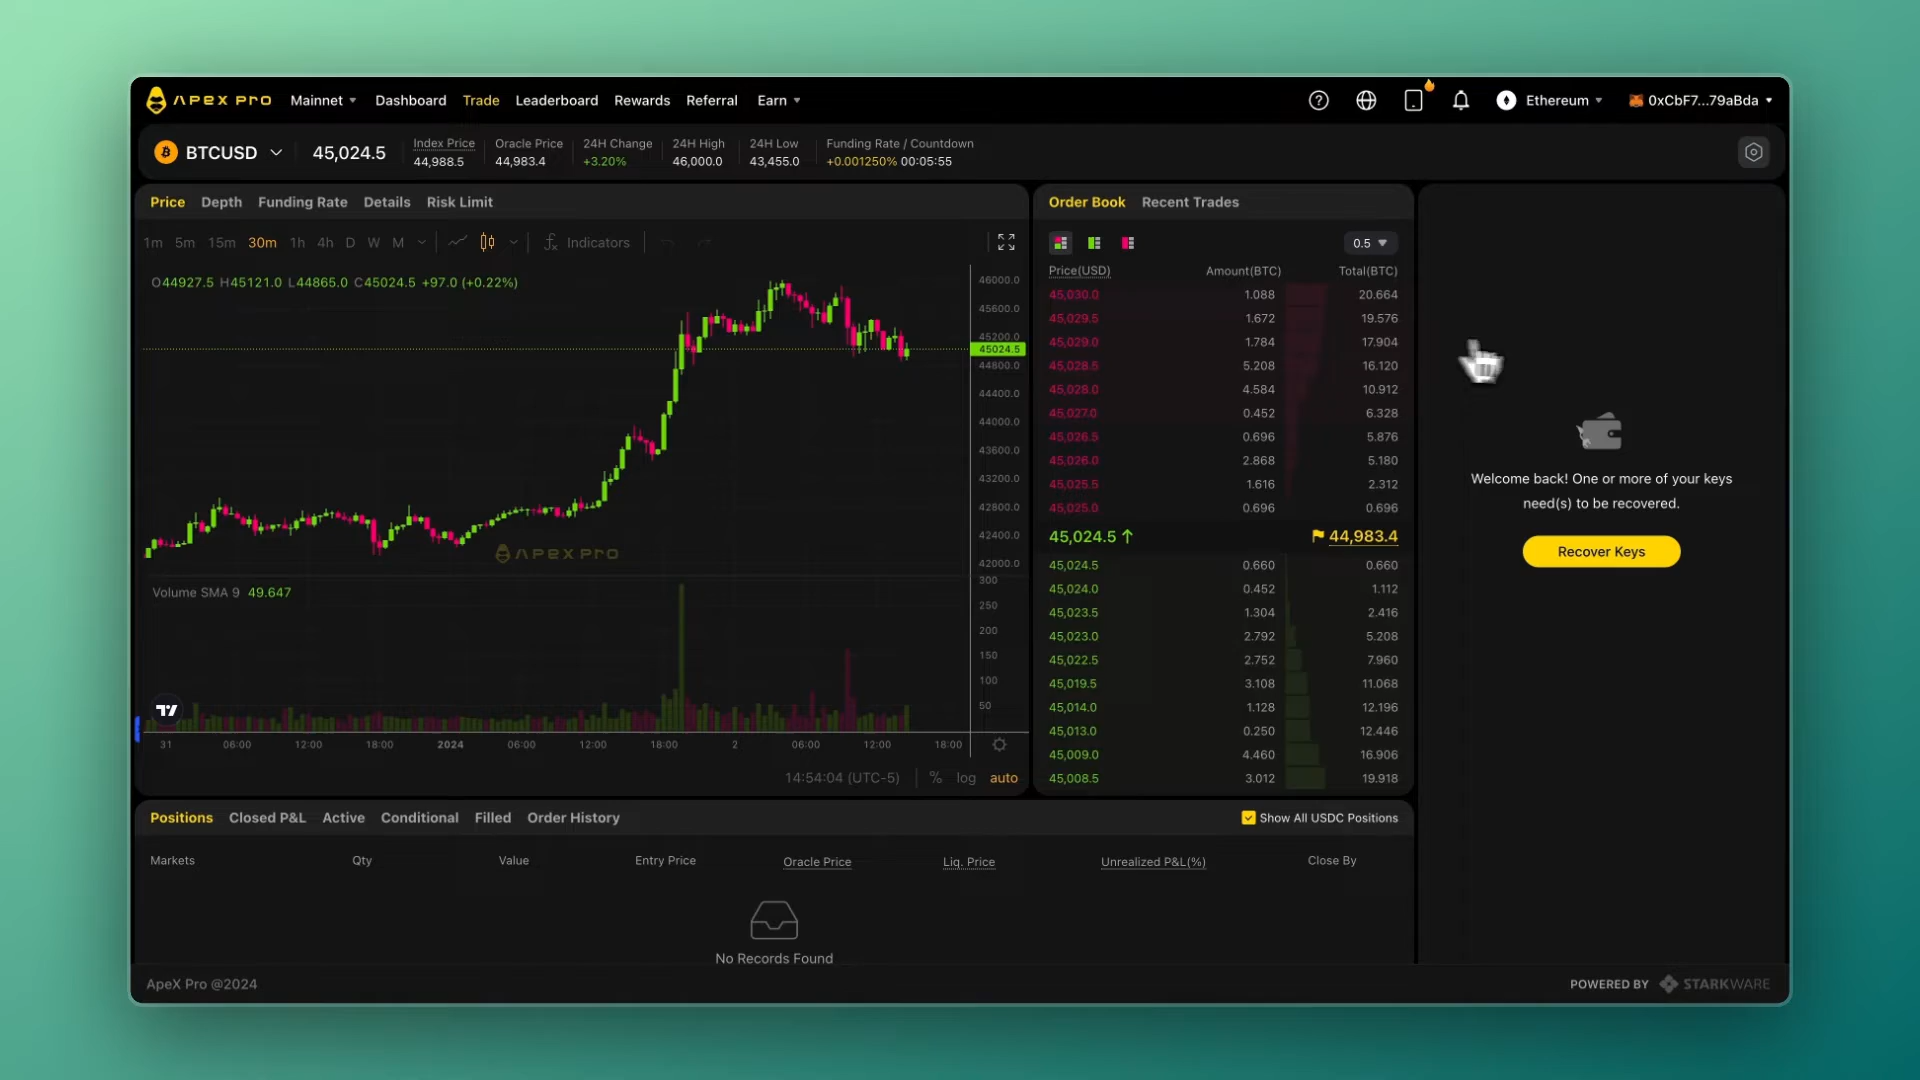 APEX PRO Mainnet Dashboard Trade Leaderboard Rewards Referral Earn Ethereum 0xCbF7...79aBda
BTCUSD 45,024.5
Index Price Oracle Price 24H Change 24H High 24H Low Funding Rate / Countdown
44,988.5 44,983.4 +3.20% 46,000.0 43,455.0 +0.001250% 00:05:55
Price Depth Funding Rate Details Risk Limit
1m 5m 15m 30m 1h 4h D W M Indicators
O44927.5 H45121.0 L44865.0 C45024.5 +97.0 (+0.22%)
46000.0
45600.0
45200.0
45024.5
44800.0
44400.0
44000.0
43600.0
43200.0
42800.0
42400.0
42000.0
APEX PRO
Volume SMA 9 49.647
300
250
200
150
100
50
31 06:00 12:00 18:00 2024 06:00 12:00 18:00 2 06:00 12:00 18:00
14:54:04 (UTC-5) % log auto
Order Book Recent Trades
0.5
Price(USD) Amount(BTC) Total(BTC)
45,030.0 1.088 20.664
45,029.5 1.672 19.576
45,029.0 1.784 17.904
45,028.5 5.208 16.120
45,028.0 4.584 10.912
45,027.0 0.452 6.328
45,026.5 0.696 5.876
45,026.0 2.868 5.180
45,025.5 1.616 2.312
45,025.0 0.696 0.696
45,024.5 44,983.4
45,024.5 0.660 0.660
45,024.0 0.452 1.112
45,023.5 1.304 2.416
45,023.0 2.792 5.208
45,022.5 2.752 7.960
45,019.5 3.108 11.068
45,014.0 1.128 12.196
45,013.0 0.250 12.446
45,009.0 4.460 16.906
45,008.5 3.012 19.918
Welcome back! One or more of your keys
need(s) to be recovered.
Recover Keys
Positions Closed P&L Active Conditional Filled Order History Show All USDC Positions
Markets Qty Value Entry Price Oracle Price Liq. Price Unrealized P&L(%) Close By
No Records Found
ApeX Pro @2024 POWERED BY STARKWARE